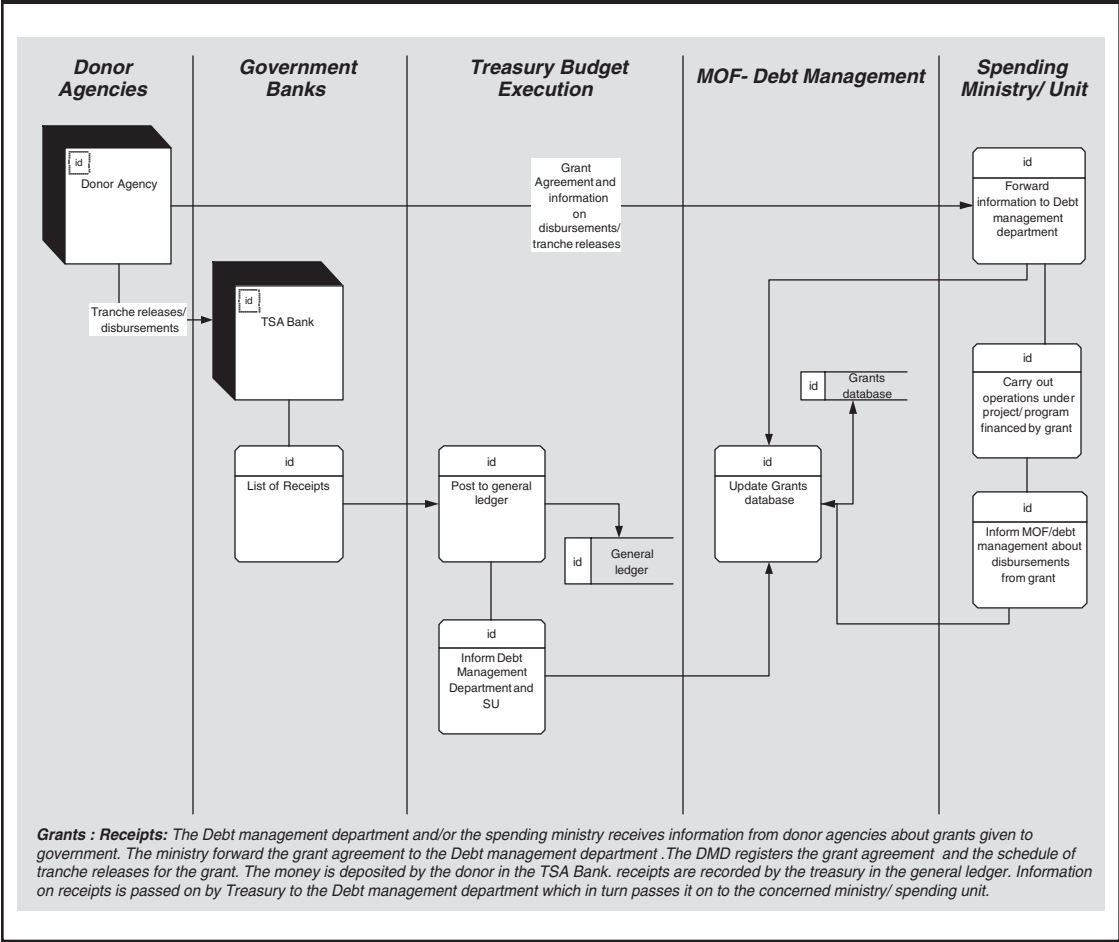 Donor
Agencies
Government
Banks
Treasury Budget
Execution
MOF- Debt Management
Spending
Ministry/ Unit
id
Donor Agency
Grant
Agreement and
information
on
disbursements/
tranche releases
id
Forward
information to Debt
management
department
Tranche releases/
disbursements
id
TSA Bank
id
Grants
database
id
Carry out
operations under
project/ program
financed by grant
id
List of Receipts
id
Post to general
ledger
id
General
ledger
id
Update Grants
database
id
Inform MOF/debt
management about
disbursements
from grant
id
Inform Debt
Management
Department and
SU
Grants : Receipts: The Debt management department and/or the spending ministry receives information from donor agencies about grants given to
government. The ministry forward the grant agreement to the Debt management department .The DMD registers the grant agreement and the schedule of
tranche releases for the grant. The money is deposited by the donor in the TSA Bank. receipts are recorded by the treasury in the general ledger. Information
on receipts is passed on by Treasury to the Debt management department which in turn passes it on to the concerned ministry/ spending unit.